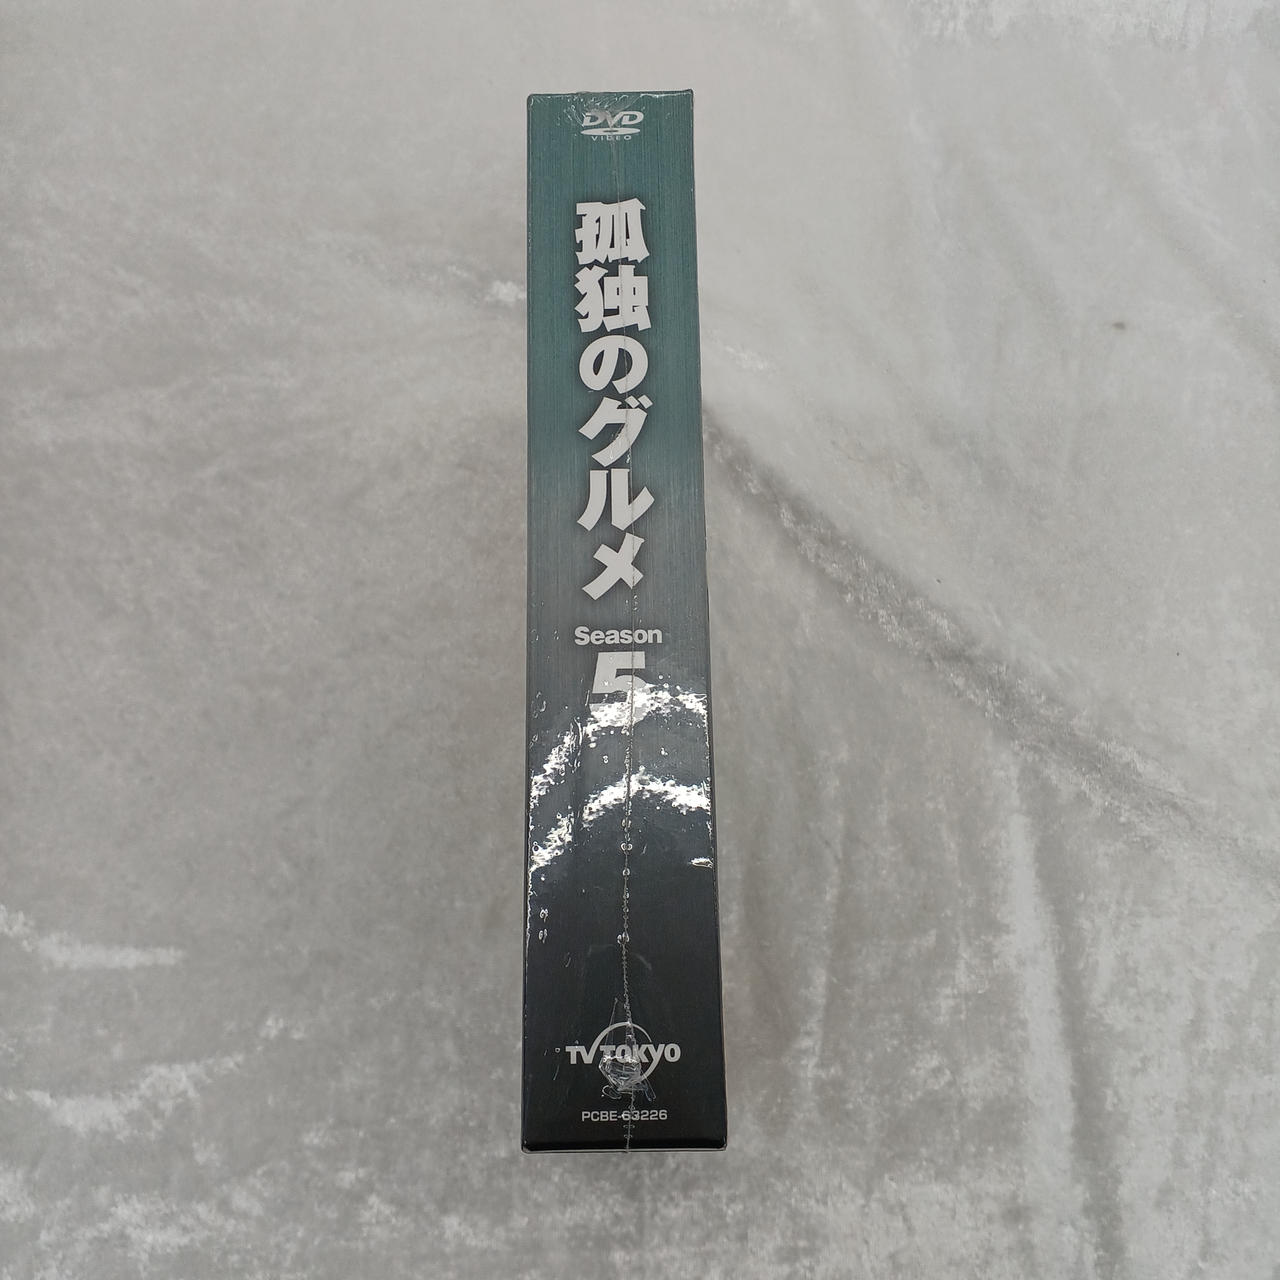 DVD
VIDEO
孤独のグルメ
Season
5
TV TOKYO
PCBE-63226